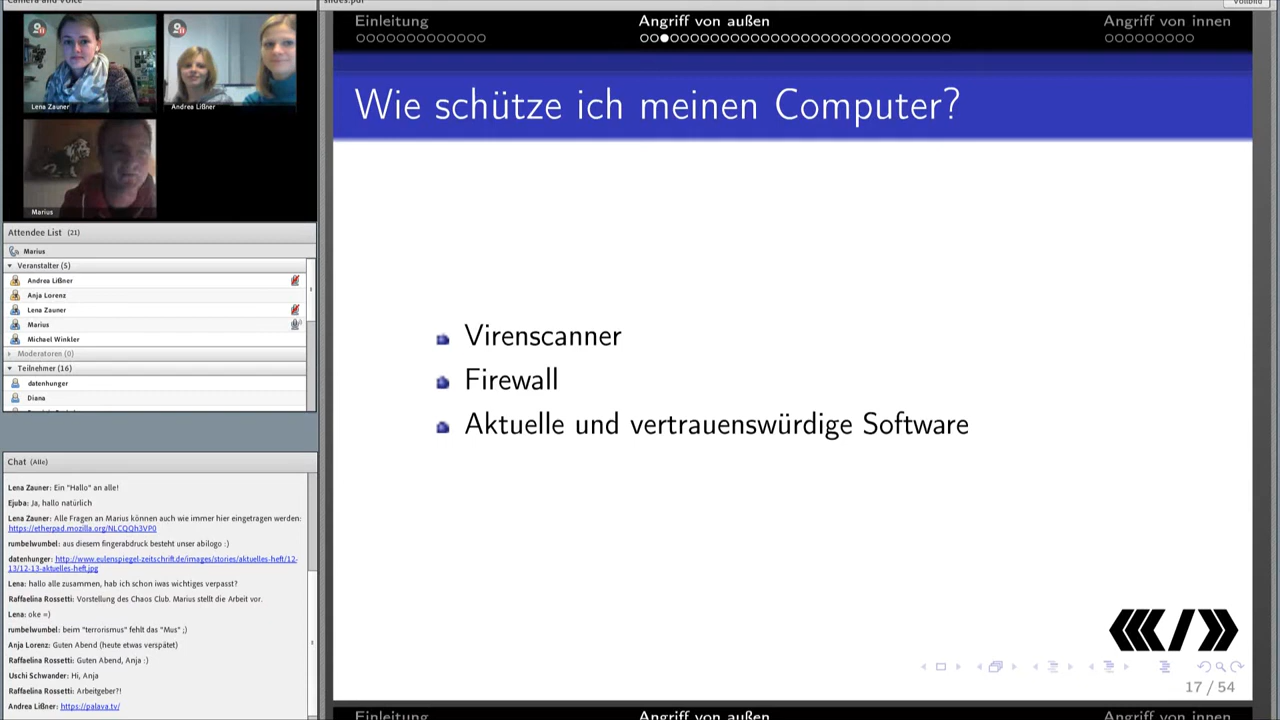 Camera and Voice
Lena Zauner
Andrea Lißner
Marius
Attendee List (21)
Marius
Veranstalter (5)
Andrea Lißner
Anja Lorenz
Lena Zauner
Marius
Michael Winkler
Moderatoren (0)
Teilnehmer (16)
datenhunger
Diana
Chat (Alle)
Lena Zauner: Ein "Hallo" an alle!
Ejuba: Ja, hallo natürlich
Lena Zauner: Alle Fragen an Marius können auch wie immer hier eingetragen werden:
https://etherpad.mozilla.org/NLCQQh3VP0
rumbelwumbel: aus diesem fingerabdruck besteht unser abilogo :)
datenhunger: http://www.eulenspiegel-zeitschrift.de/images/stories/aktuelles-heft/12-
13/12-13-aktuelles-heft.jpg
Lena: hallo alle zusammen, hab ich schon iwas wichtiges verpasst?
Raffaelina Rossetti: Vorstellung des Chaos Club. Marius stellt die Arbeit vor.
Lena: oke =)
rumbelwumbel: beim "terrorismus" fehlt das "Mus" ;)
Anja Lorenz: Guten Abend (heute etwas verspätet)
Raffaelina Rossetti: Guten Abend, Anja :)
Uschi Schwander: Hi, Anja
Raffaelina Rossetti: Arbeitgeber?!
Andrea Lißner: https://palava.tv/
slides.pdf
Vollbild
Einleitung
Angriff von außen
Angriff von innen
Wie schütze ich meinen Computer?
Virenscanner
Firewall
Aktuelle und vertrauenswürdige Software
17 / 54
Einleitung
Angriff von außen
Angriff von innen